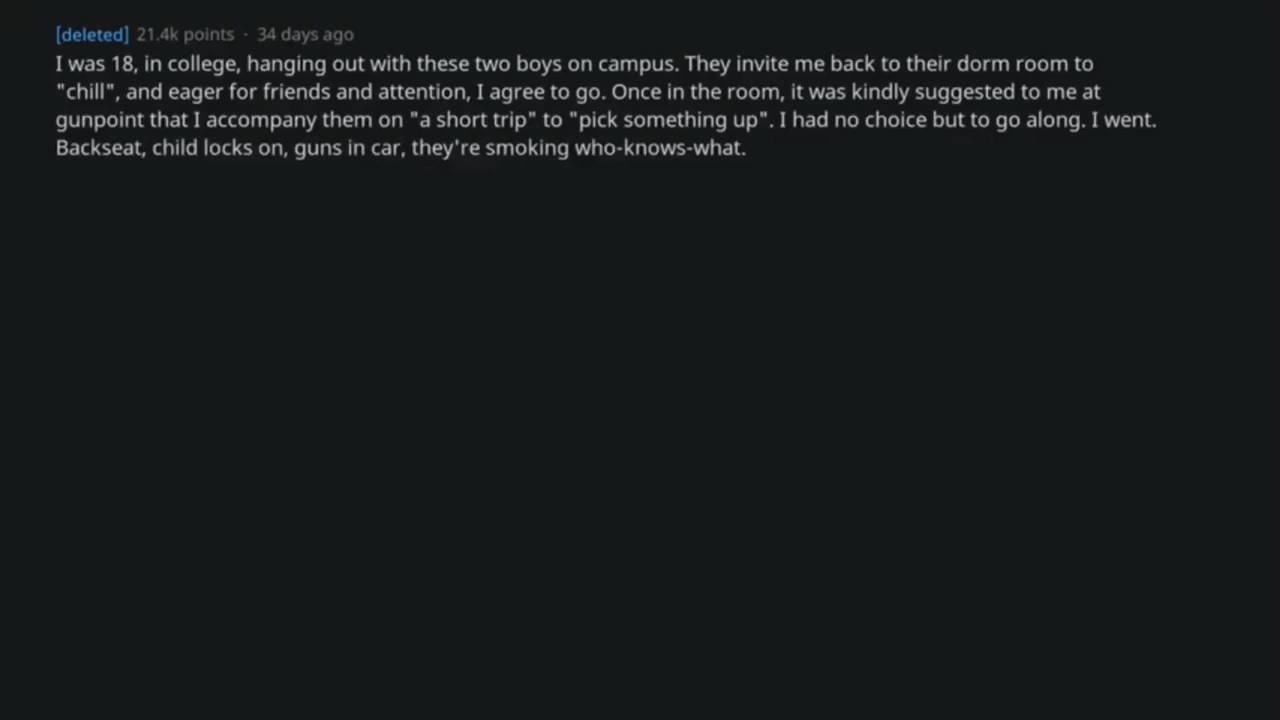 [deleted] 21.4k points · 34 days ago
I was 18, in college, hanging out with these two boys on campus. They invite me back to their dorm room to
"chill", and eager for friends and attention, I agree to go. Once in the room, it was kindly suggested to me at
gunpoint that I accompany them on "a short trip" to "pick something up". I had no choice but to go along. I went.
Backseat, child locks on, guns in car, they're smoking who-knows-what.